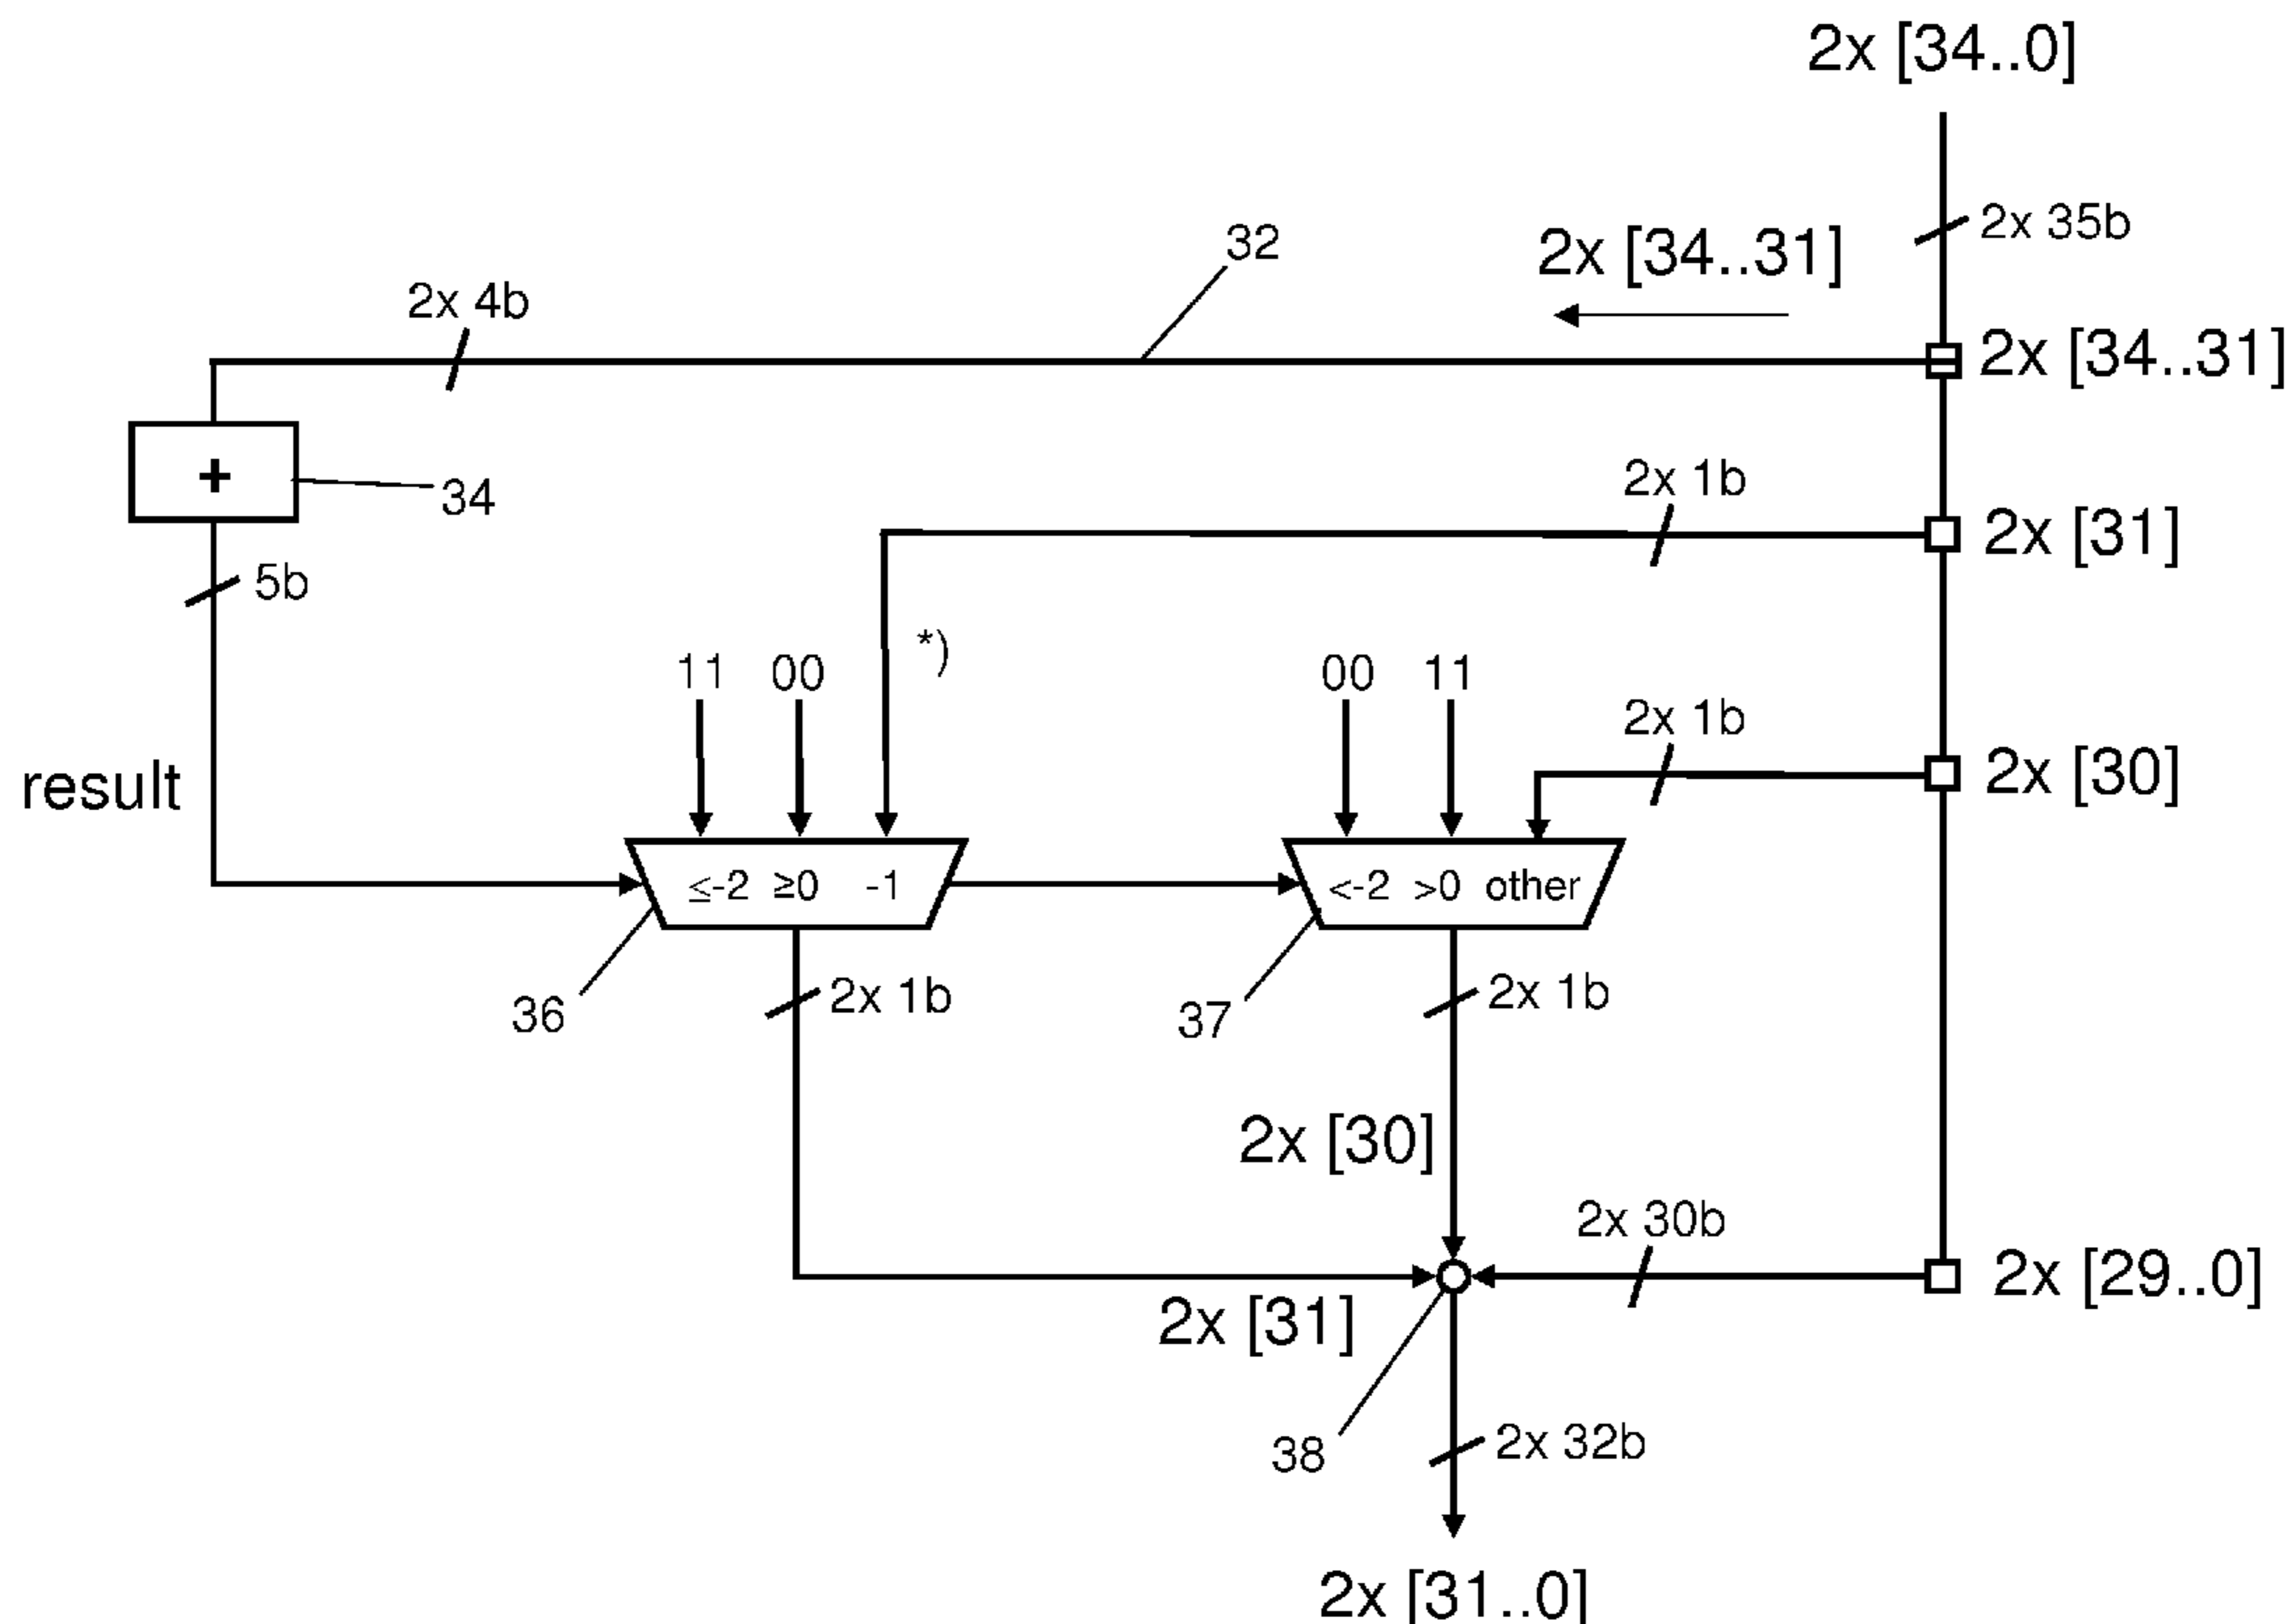 2x [34..0]
2x 35b
32
2x [34..31]
2x 4b
2x [34..31]
+
34
2x 1b
2x [31]
5b
*)
11 00
00 11
2x 1b
2x [30]
result
≤-2 ≥0 -1
<-2 >0 other
36
2x 1b
37
2x 1b
2x [30]
2x 30b
2x [29..0]
2x [31]
38
2x 32b
2x [31..0]